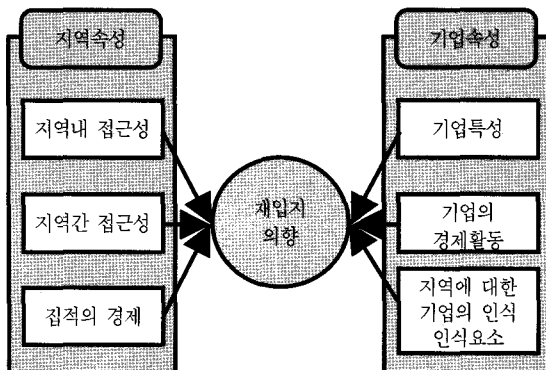 지역속성
지역내 접근성
지역간 접근성
집적의 경제
재입지
의향
기업속성
기업특성
기업의
경제활동
지역에 대한
기업의 인식
인식요소